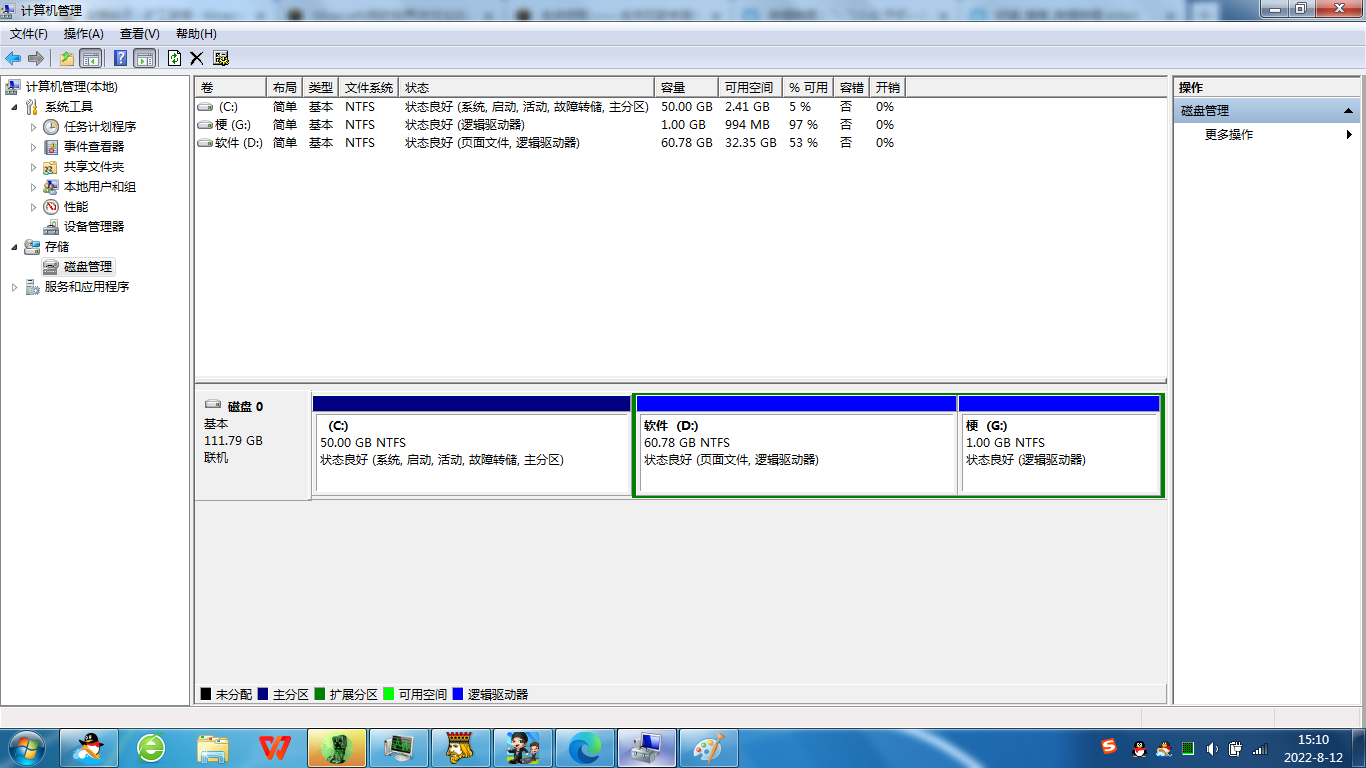 计算机管理
文件(F) 操作(A) 查看(V) 帮助(H)
计算机管理(本地)
系统工具
任务计划程序
事件查看器
共享文件夹
本地用户和组
性能
设备管理器
存储
磁盘管理
服务和应用程序
卷 布局 类型 文件系统 状态 容量 可用空间 % 可用 容错 开销
(C:) 简单 基本 NTFS 状态良好 (系统, 启动, 活动, 故障转储, 主分区) 50.00 GB 2.41 GB 5 % 否 0%
梗 (G:) 简单 基本 NTFS 状态良好 (逻辑驱动器) 1.00 GB 994 MB 97 % 否 0%
软件 (D:) 简单 基本 NTFS 状态良好 (页面文件, 逻辑驱动器) 60.78 GB 32.35 GB 53 % 否 0%
磁盘 0
基本
111.79 GB
联机
(C:)
50.00 GB NTFS
状态良好 (系统, 启动, 活动, 故障转储, 主分区)
软件 (D:)
60.78 GB NTFS
状态良好 (页面文件, 逻辑驱动器)
梗 (G:)
1.00 GB NTFS
状态良好 (逻辑驱动器)
未分配 主分区 扩展分区 可用空间 逻辑驱动器
操作
磁盘管理
更多操作
15:10
2022-8-12